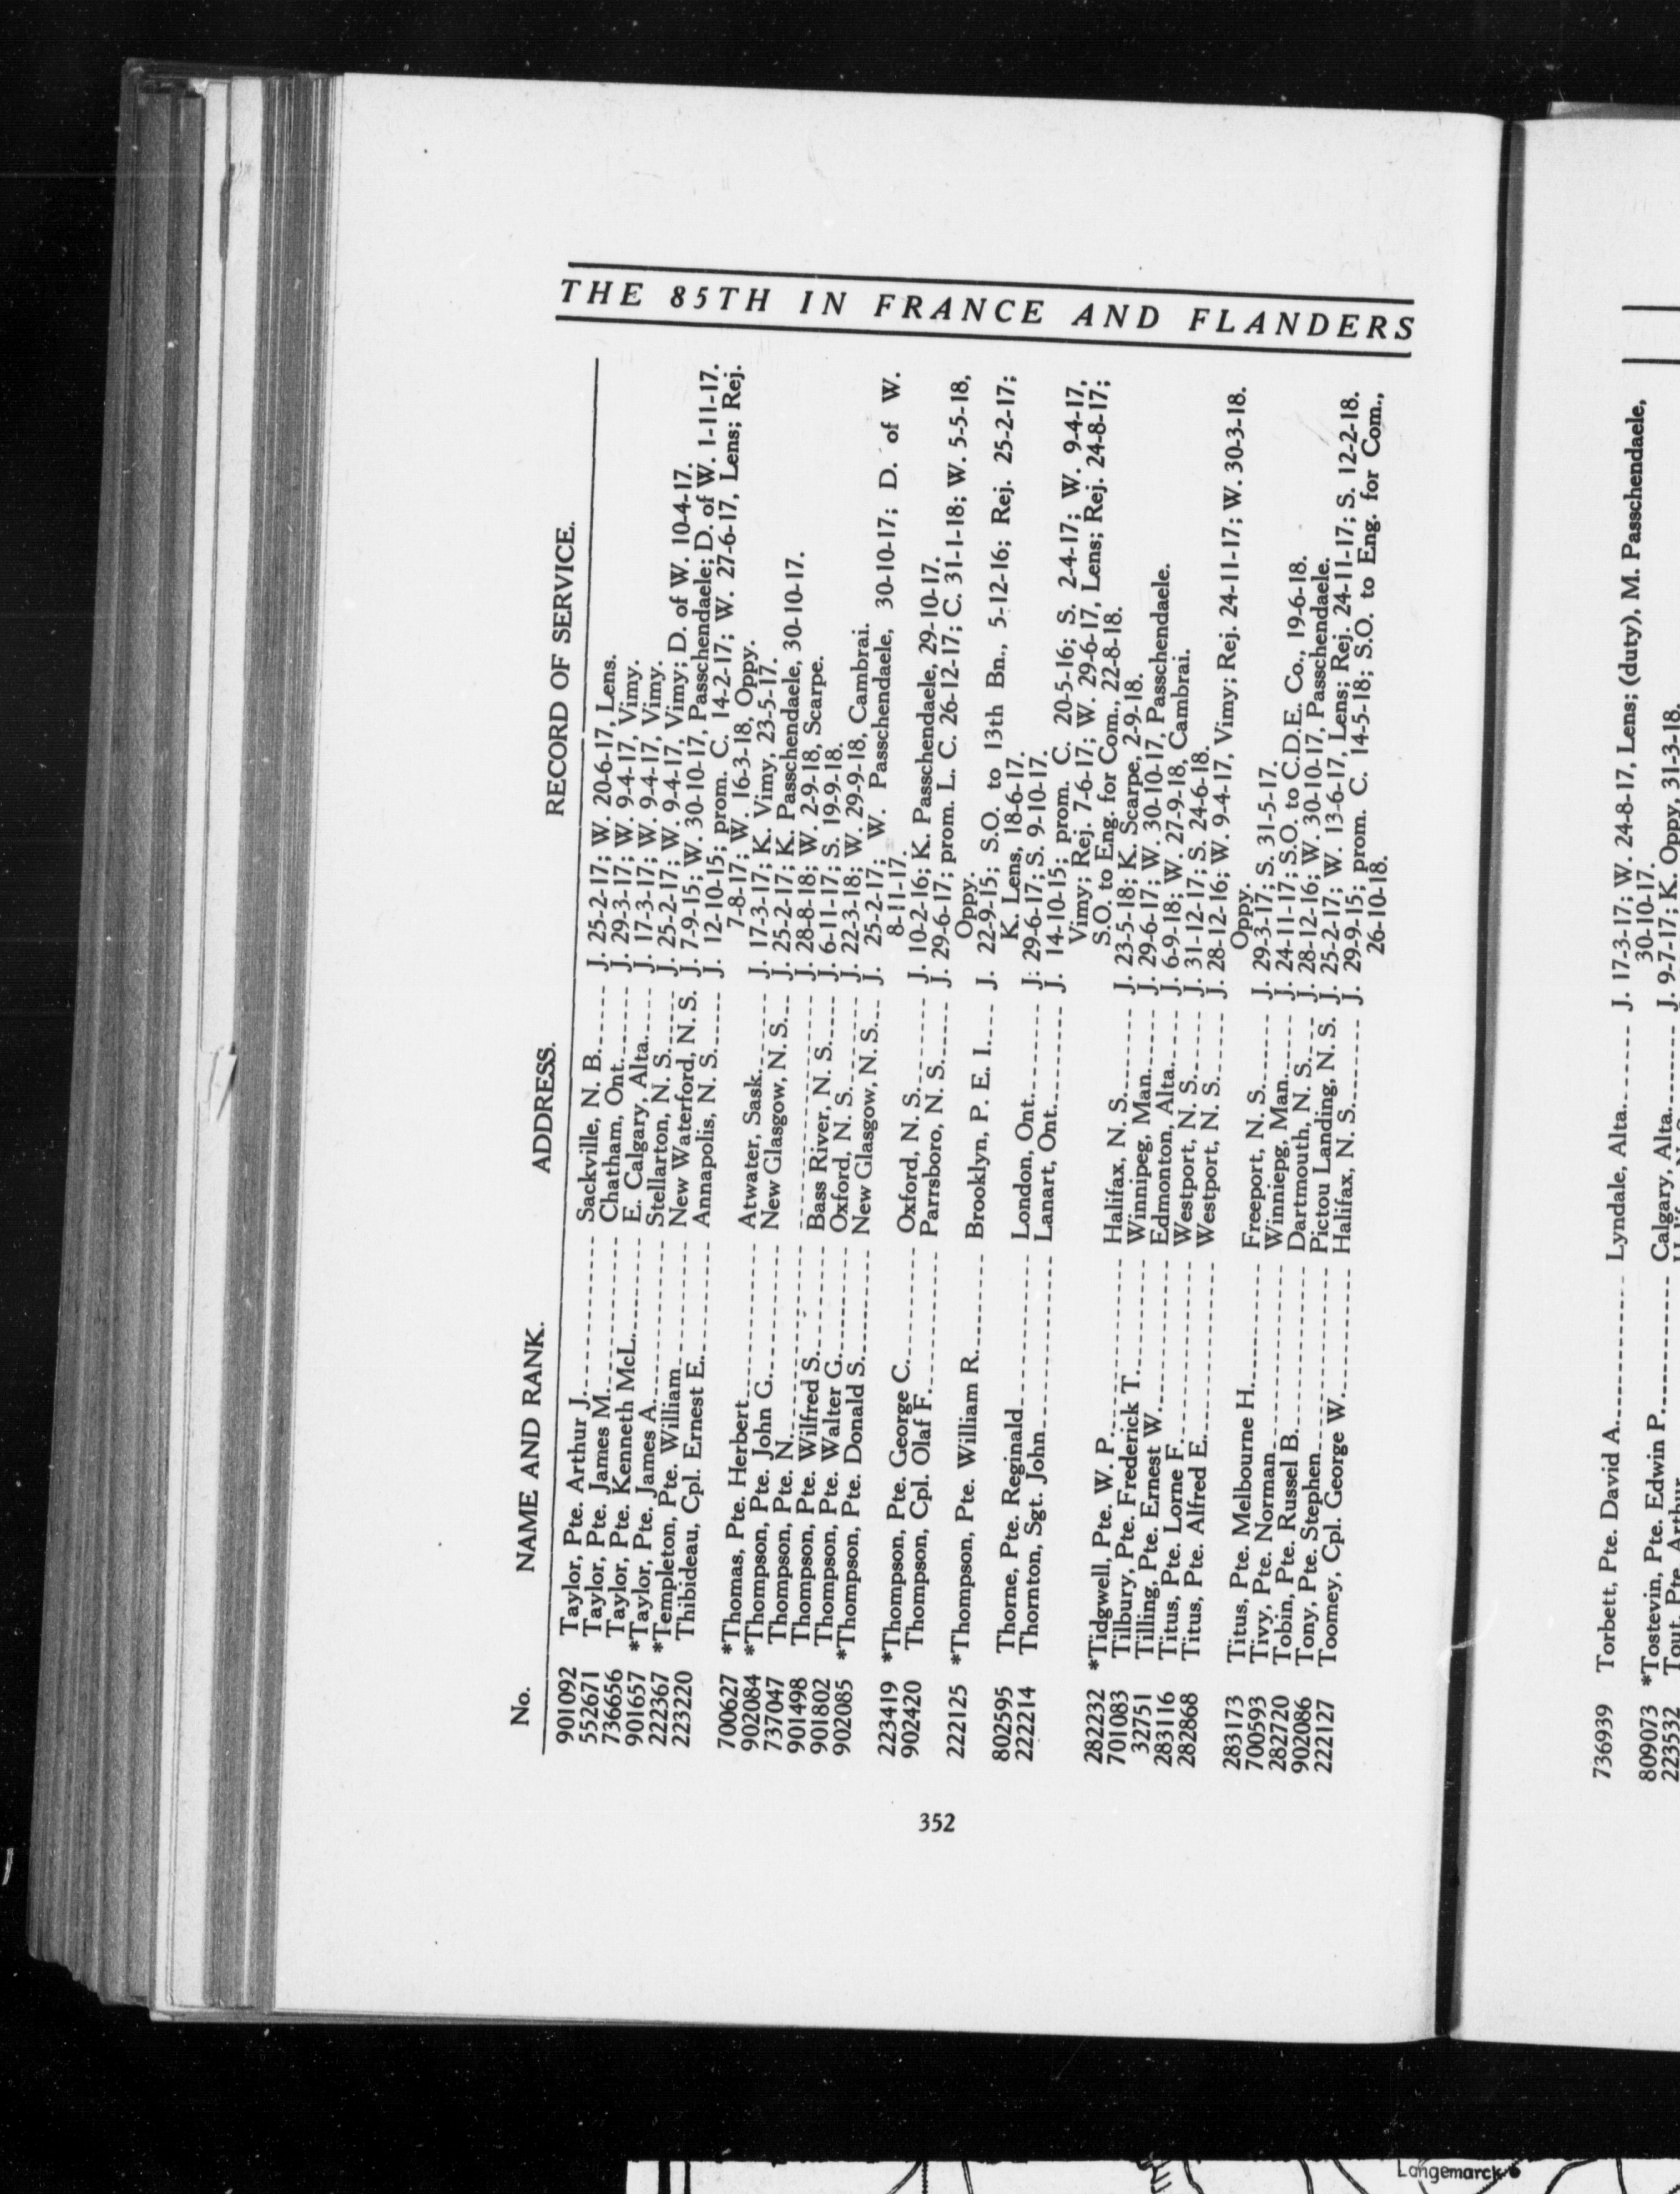 THE 85TH IN FRANCE AND FLANDERS
No. NAME AND RANK. ADDRESS. RECORD OF SERVICE.
901092 Taylor, Pte. Arthur J. Sackville, N. B. J. 25-2-17; W. 20-6-17, Lens.
552671 Taylor, Pte. James M. Chatham, Ont. J. 29-3-17; W. 9-4-17, Vimy.
736656 Taylor, Pte. Kenneth McL. E. Calgary, Alta. J. 17-3-17; W. 9-4-17, Vimy.
901657 *Taylor, Pte. James A. Stellarton, N. S. J. 25-2-17; W. 9-4-17, Vimy; D. of W. 10-4-17.
222367 *Templeton, Pte. William New Waterford, N. S. J. 7-9-15; W. 30-10-17, Passchendaele; D. of W. 1-11-17.
223220 Thibideau, Cpl. Ernest E. Annapolis, N. S. J. 12-10-15; prom. C. 14-2-17; W. 27-6-17, Lens; Rej.
7-8-17; W. 16-3-18, Oppy.
700627 *Thomas, Pte. Herbert Atwater, Sask. J. 17-3-17; K. Vimy, 23-5-17.
902084 *Thompson, Pte. John G. New Glasgow, N. S. J. 25-2-17; K. Passchendaele, 30-10-17.
737047 Thompson, Pte. N. J. 28-8-18; W. 2-9-18, Scarpe.
901498 Thompson, Pte. Wilfred S. Bass River, N. S. J. 6-11-17; S. 19-9-18.
901802 Thompson, Pte. Walter G. Oxford, N. S. J. 22-3-18; W. 29-9-18, Cambrai.
902085 *Thompson, Pte. Donald S. New Glasgow, N. S. J. 25-2-17; W. Passchendaele, 30-10-17; D. of W.
8-11-17.
223419 *Thompson, Pte. George C. Oxford, N. S. J. 10-2-16; K. Passchendaele, 29-10-17.
902420 Thompson, Cpl. Olaf F. Parrsboro, N. S. J. 29-6-17; prom. L. C. 26-12-17; C. 31-1-18; W. 5-5-18,
Oppy.
222125 *Thompson, Pte. William R. Brooklyn, P. E. I. J. 22-9-15; S.O. to 13th Bn., 5-12-16; Rej. 25-2-17;
K. Lens, 18-6-17.
802595 Thorne, Pte. Reginald London, Ont. J. 29-6-17; S. 9-10-17.
222214 Thornton, Sgt. John Lanart, Ont. J. 14-10-15; prom. C. 20-5-16; S. 2-4-17; W. 9-4-17,
Vimy; Rej. 7-6-17; W. 29-6-17, Lens; Rej. 24-8-17;
S.O. to Eng. for Com., 22-8-18.
282232 *Tidgwell, Pte. W. P. Halifax, N. S. J. 23-5-18; K. Scarpe, 2-9-18.
701083 Tilbury, Pte. Frederick T. Winnipeg, Man. J. 29-6-17; W. 30-10-17, Passchendaele.
32751 Tilling, Pte. Ernest W. Edmonton, Alta. J. 6-9-18; W. 27-9-18, Cambrai.
283116 Titus, Pte. Lorne F. Westport, N. S. J. 31-12-17; S. 24-6-18.
282868 Titus, Pte. Alfred E. Westport, N. S. J. 28-12-16; W. 9-4-17, Vimy; Rej. 24-11-17; W. 30-3-18.
Oppy.
283173 Titus, Pte. Melbourne H. Freeport, N. S. J. 29-3-17; S. 31-5-17.
700593 Tivy, Pte. Norman Winniepg, Man. J. 24-11-17; S.O. to C.D.E. Co., 19-6-18.
282720 Tobin, Pte. Russel B. Dartmouth, N. S. J. 28-12-16; W. 30-10-17, Passchendaele.
902086 Tony, Pte. Stephen Pictou Landing, N. S. J. 25-2-17; W. 13-6-17, Lens; Rej. 24-11-17; S. 12-2-18.
222127 Toomey, Cpl. George W. Halifax, N. S. J. 29-9-15; prom. C. 14-5-18; S.O. to Eng. for Com.,
26-10-18.
352
736939 Torbett, Pte. David A. Lyndale, Alta. J. 17-3-17; W. 24-8-17, Lens; (duty), M. Passchendaele,
30-10-17.
809073 *Tostevin, Pte. Edwin P. Calgary, Alta. J. 9-7-17; K. Oppy, 31-3-18.
223532 Tout, Pte. Arthur
Langemarck